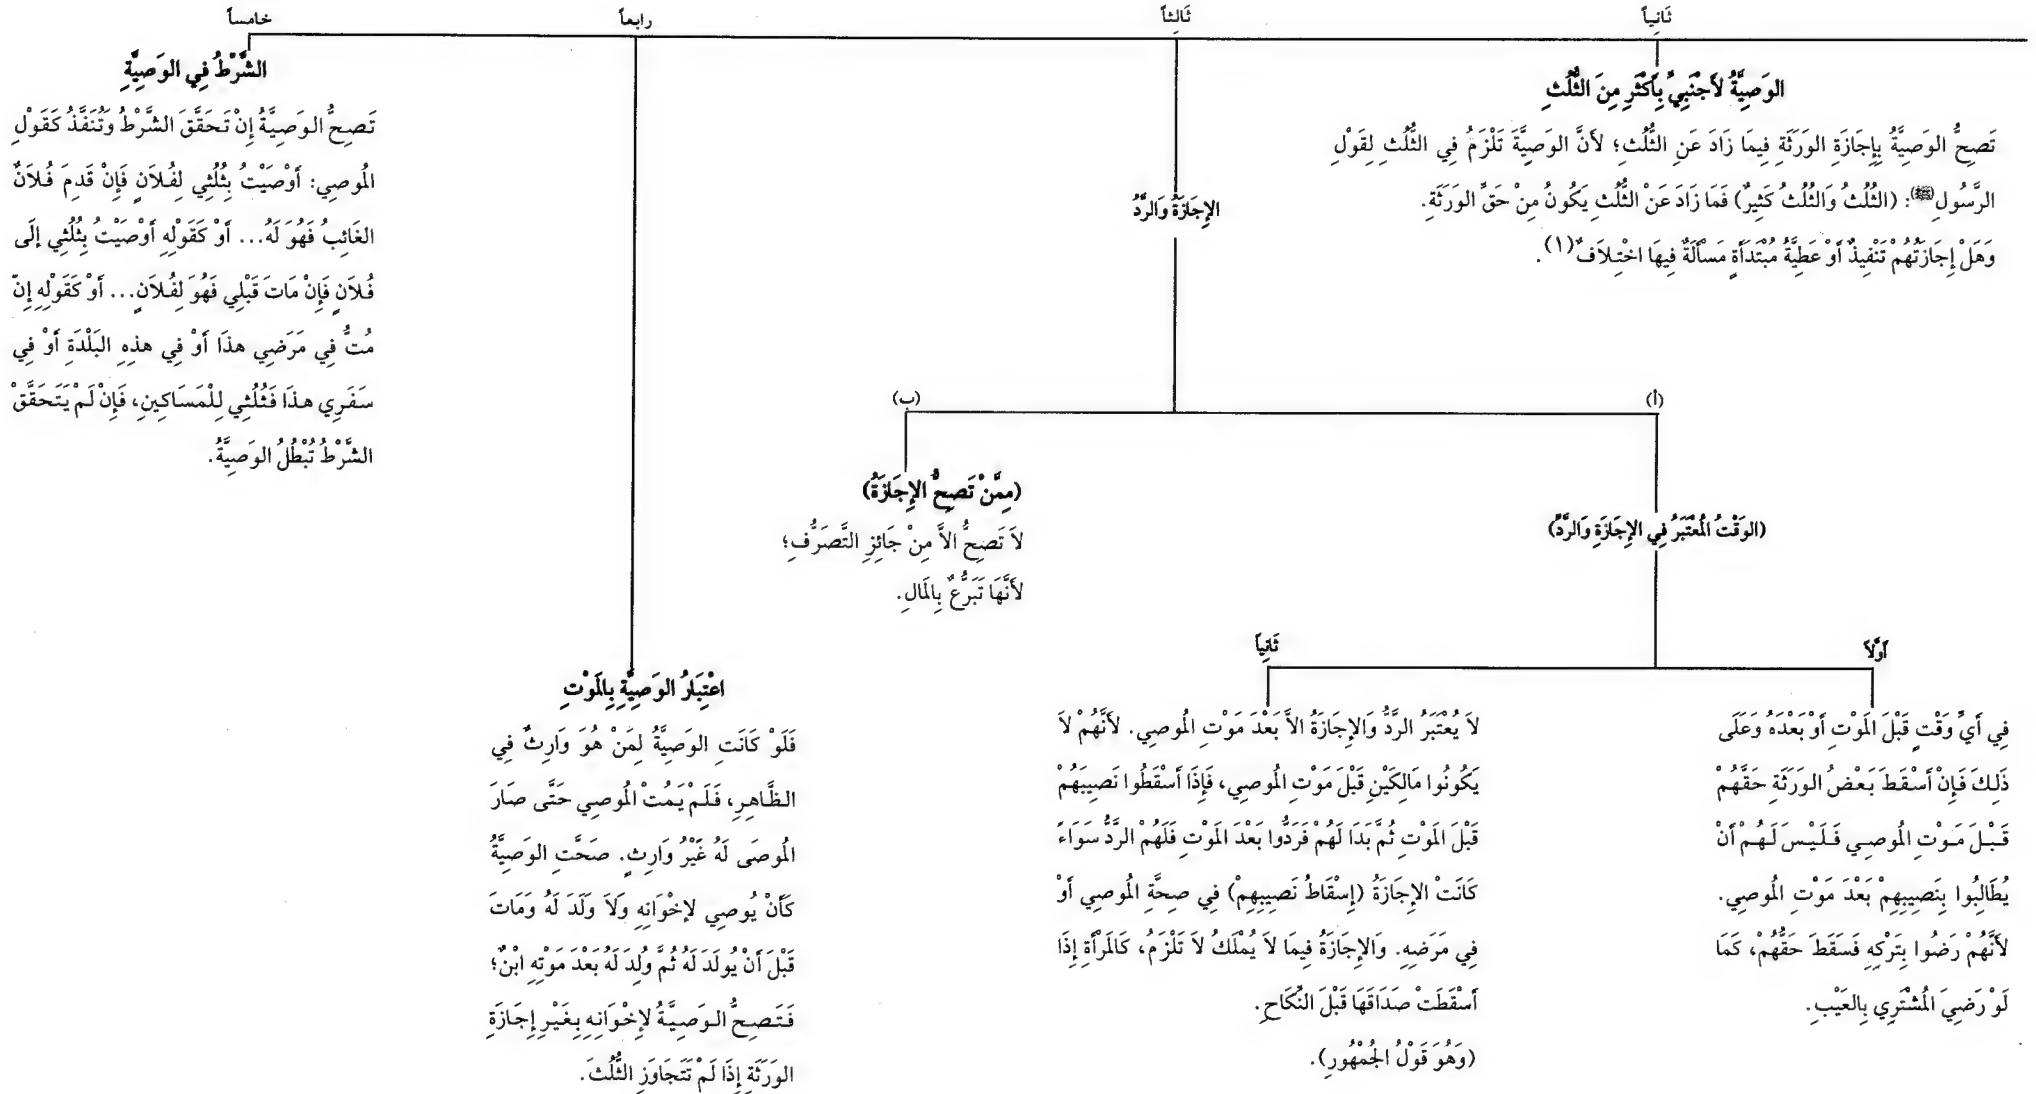 ثَانِياً
الوَصِيَّةُ لأَجْنَبِيٍّ بِأَكْثَرِ مِنَ الثُّلُثِ
تَصِحُّ الوَصِيَّةُ بِإِجَازَةِ الوَرَثَةِ فِيمَا زَادَ عَنِ الثُّلُثِ؛ لأَنَّ الوَصِيَّةَ تَلْزَمُ فِي الثُّلُثِ لِقَوْلِ
الرَّسُولِ ﷺ: (الثُلُثُ وَالثُلُثُ كَثِيرٌ) فَمَا زَادَ عَنْ الثُّلُثِ يَكُونُ مِنْ حَقِّ الوَرَثَةِ.
وَهَلْ إِجَازَتُهُمْ تَنْفِيذٌ أَوْ عَطِيَّةٌ مُبْتَدَأَةٌ مَسْأَلَةٌ فِيهَا اخْتِلاَفٌ (١).
ثَالِثاً
الإِجَازَةُ وَالرَّدُّ
(أ)
(الوَقْتُ المُعْتَبَرُ فِي الإِجَازَةِ وَالرَّدِّ)
أَوَّلاً
فِي أَيِّ وَقْتٍ قَبْلَ المَوْتِ أَوْ بَعْدَهُ وَعَلَى
ذَلِكَ فَإِنْ أَسْقَطَ بَعْضُ الوَرَثَةِ حَقَّهُمْ
قَبْلَ مَوْتِ المُوصِي فَلَيْسَ لَهُمْ أَنْ
يُطَالِبُوا بِنَصِيبِهِمْ بَعْدَ مَوْتِ المُوصِي.
لأَنَّهُمْ رَضُوا بِتَرْكِهِ فَسَقَطَ حَقُّهُمْ، كَمَا
لَوْ رَضِيَ المُشْتَرِي بِالعَيْبِ.
ثَانِياً
لاَ يُعْتَبَرُ الرَّدُّ وَالإِجَازَةُ الاَّ بَعْدَ مَوْتِ المُوصِي. لأَنَّهُمْ لاَ
يَكُونُوا مَالِكَيْنِ قَبْلَ مَوْتِ المُوصِي، فَإِذَا أَسْقَطُوا نَصِيبَهُمْ
قَبْلَ المَوْتِ ثُمَّ بَدَا لَهُمْ فَرَدُّوا بَعْدَ المَوْتِ فَلَهُمْ الرَّدُّ سَوَاءً
كَانَتْ الإِجَازَةُ (إِسْقَاطُ نَصِيبِهِمْ) فِي صِحَّةِ المُوصِي أَوْ
فِي مَرَضِهِ. وَالإِجَازَةُ فِيمَا لاَ يُمْلَكُ لاَ تَلْزَمُ، كَالمَرْأَةِ إِذَا
أَسْقَطَتْ صَدَاقَهَا قَبْلَ النِّكَاحِ.
(وَهُوَ قَوْلُ الجُمْهُورِ).
(ب)
(مِمَّنْ تَصِحُّ الإِجَازَةُ)
لاَ تَصِحُّ الاَّ مِنْ جَائِزِ التَّصَرُّفِ؛
لأَنَّهَا تَبَرُّعٌ بِالمَالِ.
رابعاً
اعْتِبَارُ الوَصِيَّةِ بِالمَوْتِ
فَلَوْ كَانَتِ الوَصِيَّةُ لِمَنْ هُوَ وَارِثٌ فِي
الظَّاهِرِ، فَلَمْ يَمُتْ المُوصِي حَتَّى صَارَ
المُوصَى لَهُ غَيْرُ وَارِثٍ. صَحَّتِ الوَصِيَّةُ
كَأَنْ يُوصِي لإِخْوَانِهِ وَلاَ وَلَدَ لَهُ وَمَاتَ
قَبْلَ أَنْ يُولَدَ لَهُ ثُمَّ وُلِدَ لَهُ بَعْدَ مَوْتِهِ ابْنٌ؛
فَتَصِحُّ الوَصِيَّةُ لإِخْوَانِهِ بِغَيْرِ إِجَازَةِ
الوَرَثَةِ إِذَا لَمْ تَتَجَاوَزِ الثُّلُثَ.
خامساً
الشَّرْطُ فِي الوَصِيَّةِ
تَصِحُّ الوَصِيَّةُ إِنْ تَحَقَّقَ الشَّرْطُ وَتُنَفَّذُ كَقَوْلِ
المُوصِي: أَوْصَيْتُ بِثُلُثِي لِفُلاَنٍ فَإِنْ قَدِمَ فُلاَنٌ
الغَائِبُ فَهُوَ لَهُ... أَوْ كَقَوْلِهِ أَوْصَيْتُ بِثُلُثِي إِلَى
فُلاَنٍ فَإِنْ مَاتَ قَبْلِي فَهُوَ لِفُلاَنٍ... أَوْ كَقَوْلِهِ إِنّ
مُتُّ فِي مَرَضِي هذَا أَوْ فِي هذِهِ البَلْدَةِ أَوْ فِي
سَفَرِي هذَا فَثُلُثِي لِلْمَسَاكِينِ، فَإِنْ لَمْ يَتَحَقَّقْ
الشَّرْطُ تُبْطُلُ الوَصِيَّةُ.